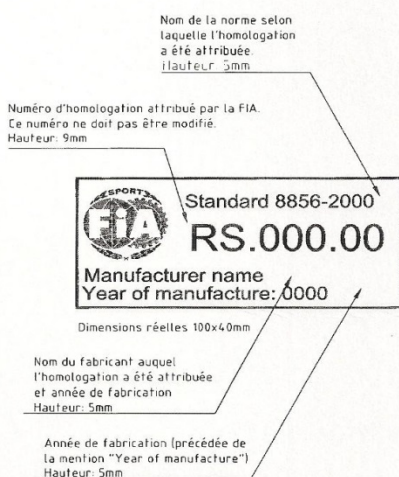 Nom de la norme selon
laquelle l'homologation
a été attribuée.
Hauteur: 5mm
Numéro d'homologation attribué par la FIA.
Ce numéro ne doit pas être modifié.
Hauteur: 9mm
SPORT
FiA
Standard 8856-2000
RS.000.00
Manufacturer name
Year of manufacture: 0000
Dimensions réelles 100x40mm
Nom du fabricant auquel
l'homologation a été attribuée
et année de fabrication
Hauteur: 5mm
Année de fabrication (précédée de
la mention "Year of manufacture")
Hauteur: 5mm